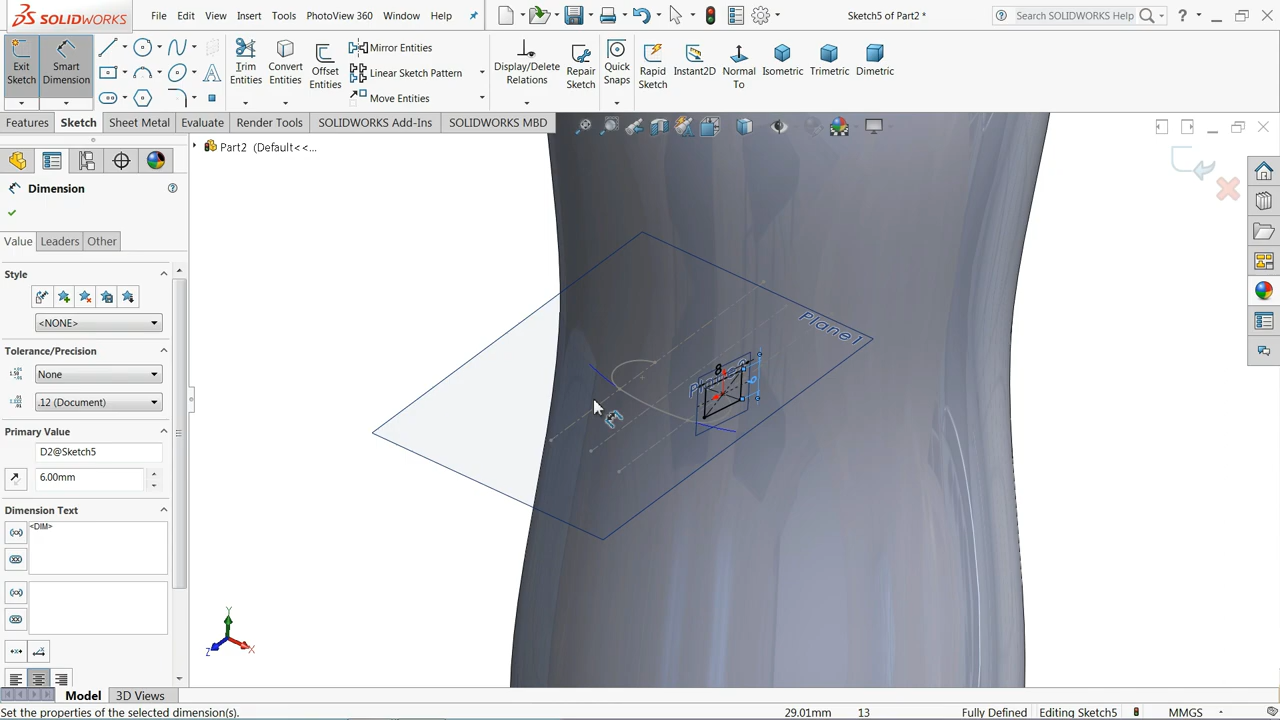 SOLIDWORKS
File Edit View Insert Tools PhotoView 360 Window Help
Sketch5 of Part2 *
Search SOLIDWORKS Help
Exit Sketch
Smart Dimension
Trim Entities
Convert Entities
Offset Entities
Mirror Entities
Linear Sketch Pattern
Move Entities
Display/Delete Relations
Repair Sketch
Quick Snaps
Rapid Sketch
Instant2D
Normal To
Isometric
Trimetric
Dimetric
Features Sketch Sheet Metal Evaluate Render Tools SOLIDWORKS Add-Ins SOLIDWORKS MBD
Part2 (Default<<...
Dimension
Value Leaders Other
Style
<NONE>
Tolerance/Precision
None
.12 (Document)
Primary Value
D2@Sketch5
6.00mm
Dimension Text
<DIM>
Plane1
8
6
Y
X
Z
Model 3D Views
Set the properties of the selected dimension(s).
29.01mm 13 Fully Defined Editing Sketch5 MMGS